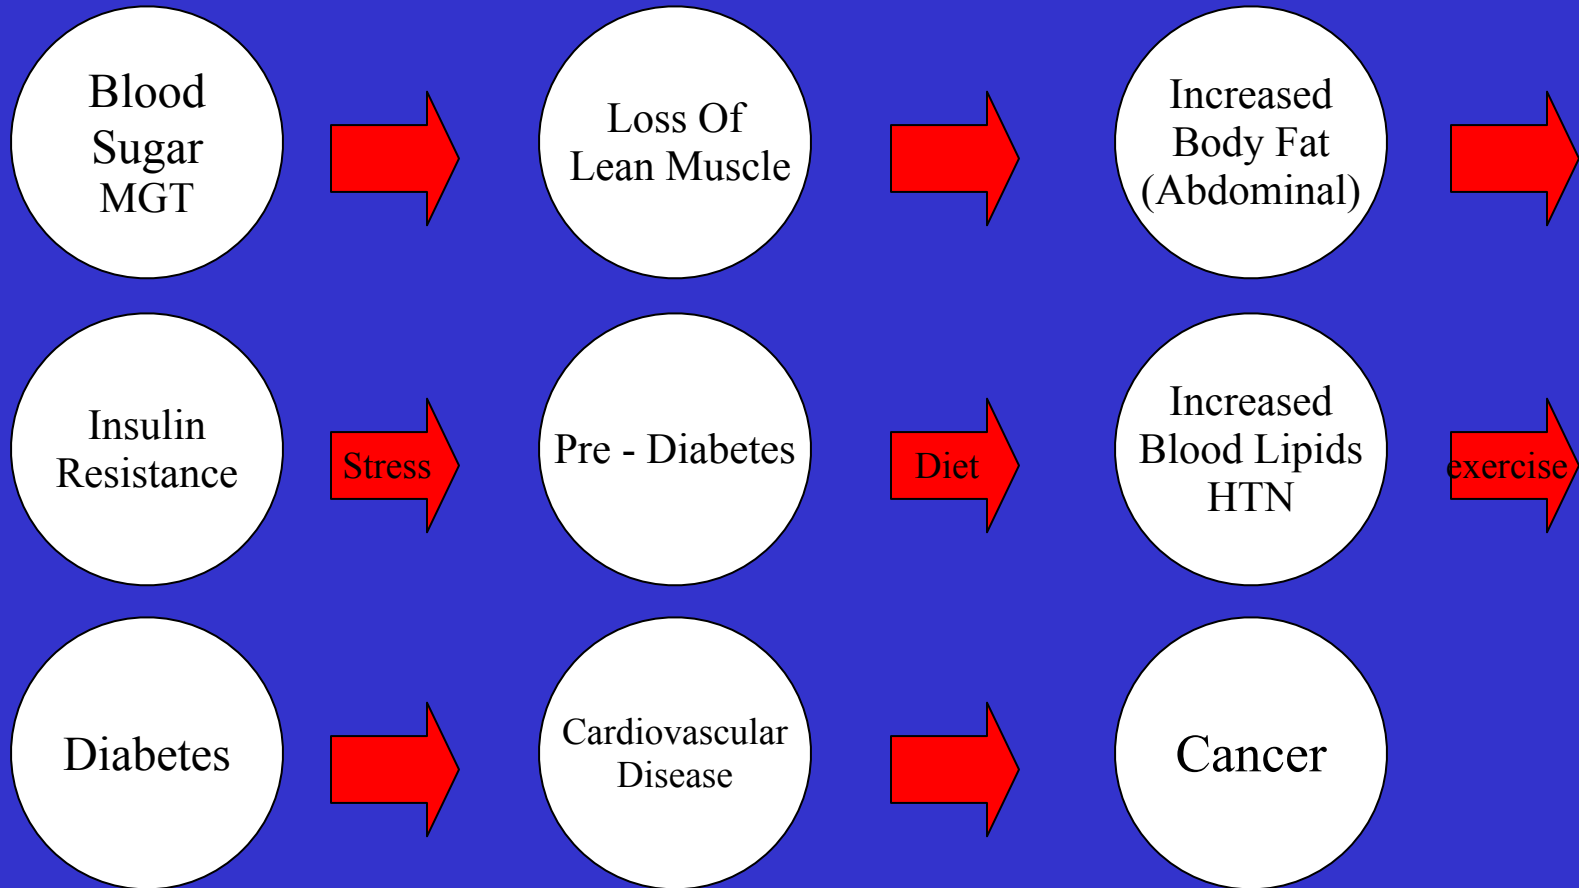 Blood
Sugar
MGT
Loss Of
Lean Muscle
Increased
Body Fat
(Abdominal)
Insulin
Resistance
Stress
Pre - Diabetes
Diet
Increased
Blood Lipids
HTN
exercise
Diabetes
Cardiovascular
Disease
Cancer